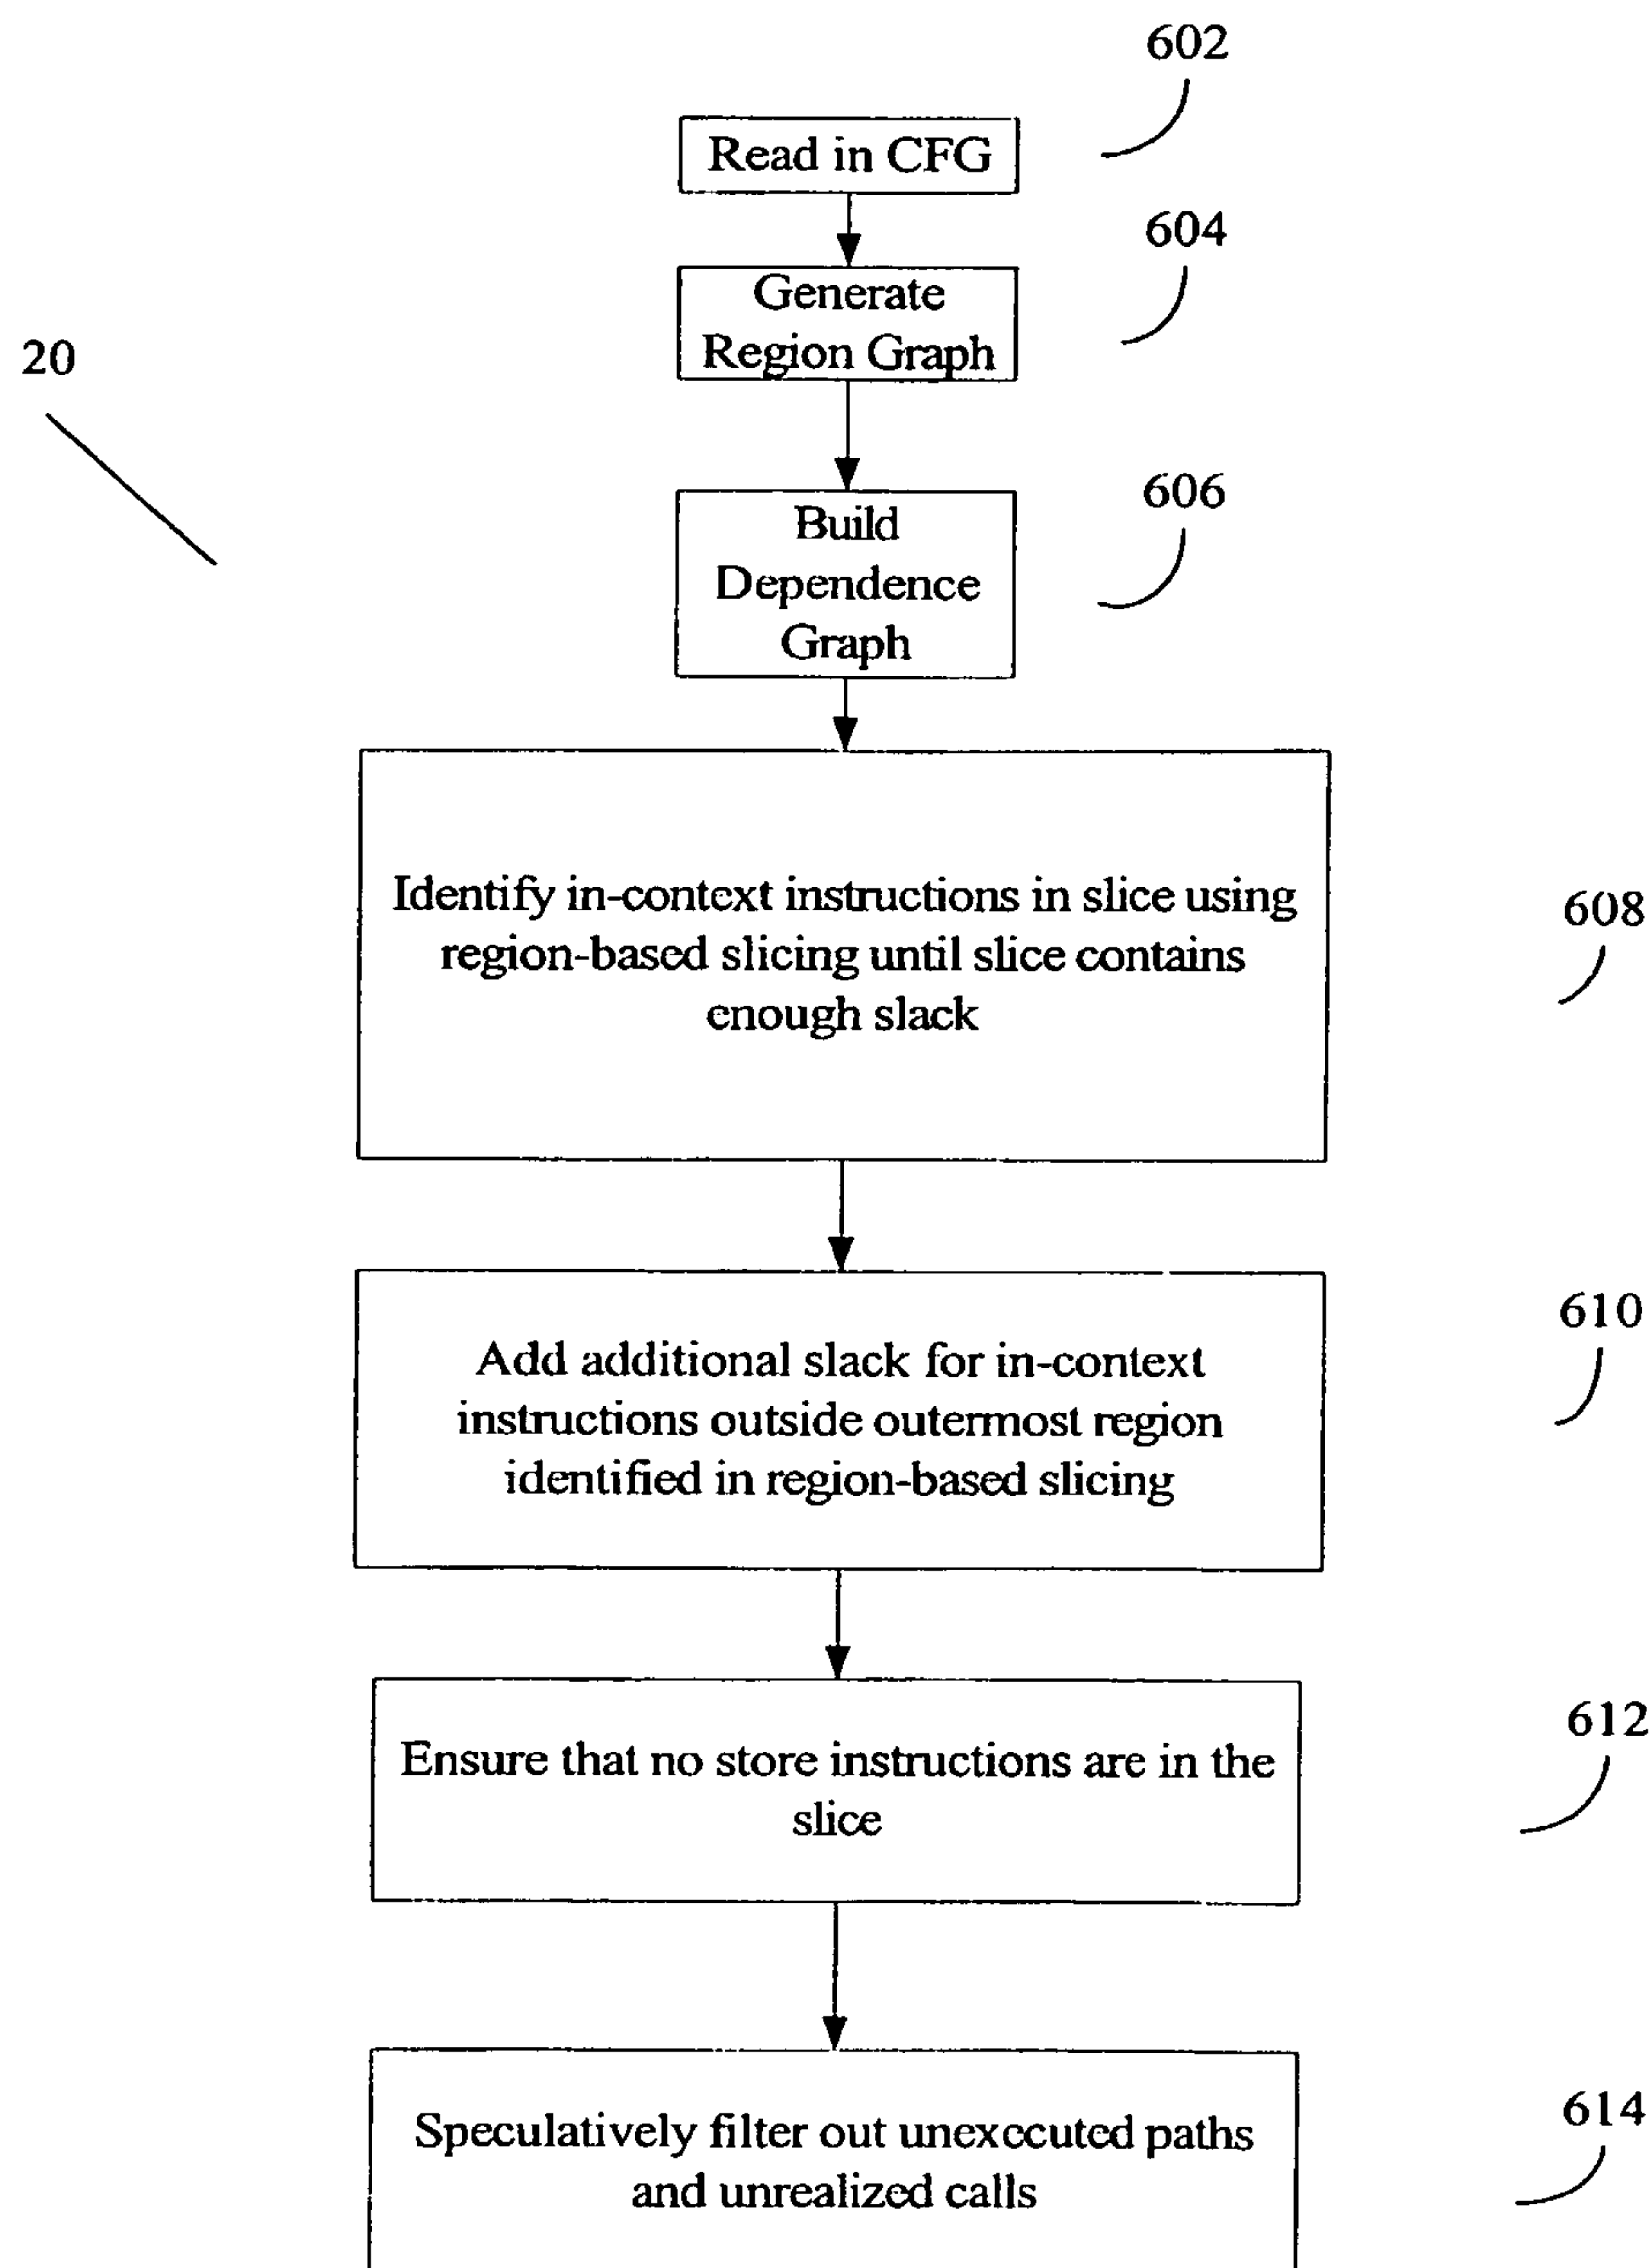 602
Read in CFG
604
Generate
Region Graph
20
606
Build
Dependence
Graph
Identify in-context instructions in slice using
region-based slicing until slice contains
enough slack
608
610
Add additional slack for in-context
instructions outside outermost region
identified in region-based slicing
612
Ensure that no store instructions are in the
slice
614
Speculatively filter out unexecuted paths
and unrealized calls